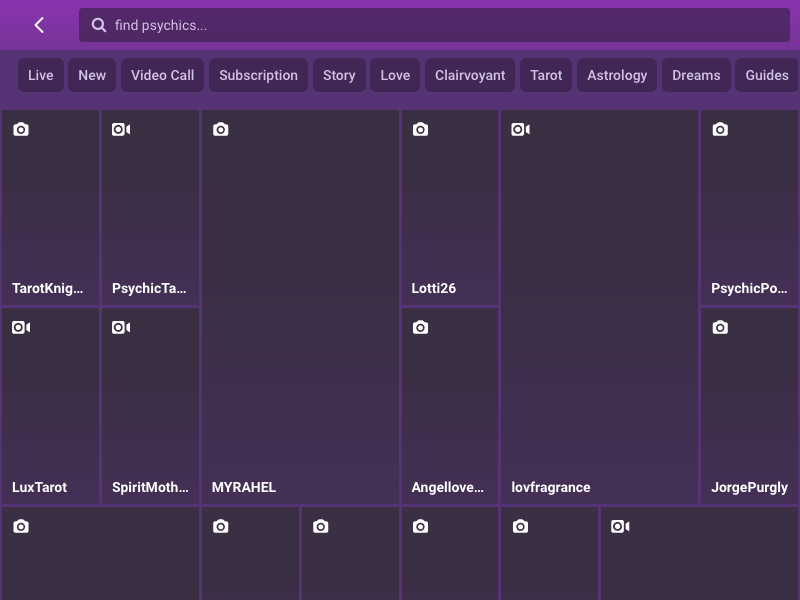 find psychics...
Live
New
Video Call
Subscription
Story
Love
Clairvoyant
Tarot
Astrology
Dreams
Guides
TarotKnig...
PsychicTa...
Lotti26
PsychicPo...
LuxTarot
SpiritMoth...
MYRAHEL
Angellove...
lovfragrance
JorgePurgly